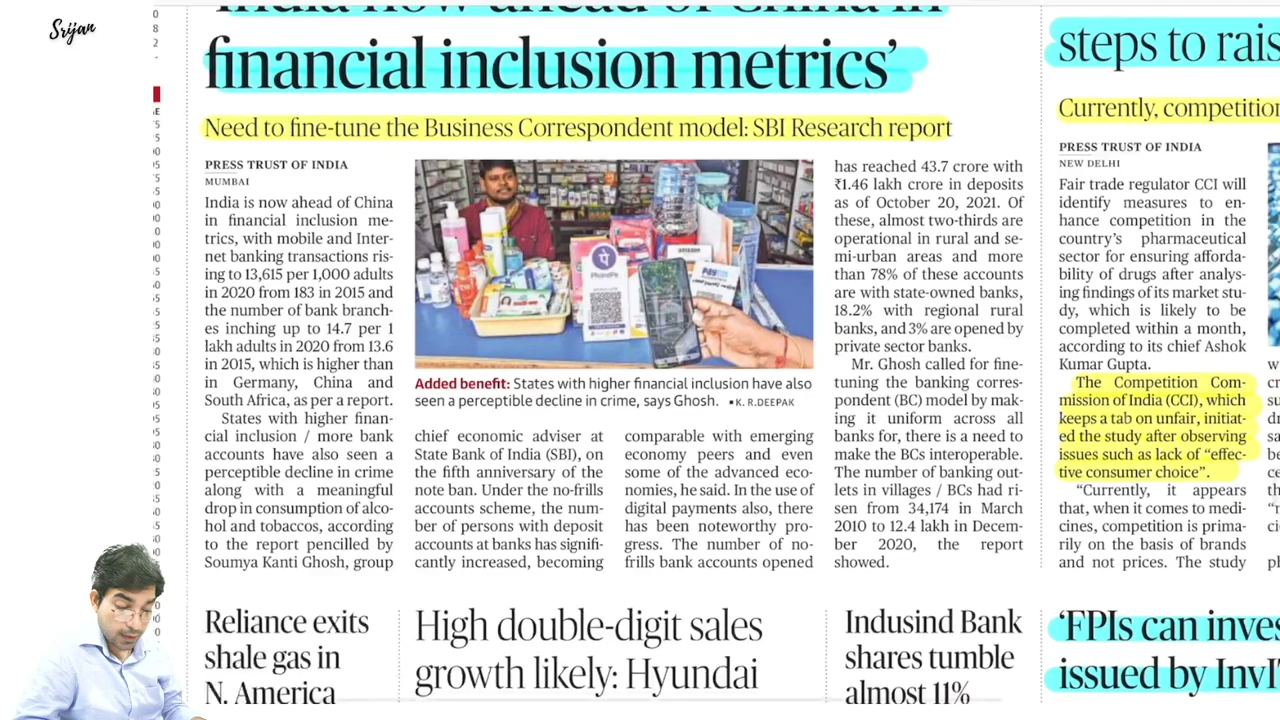 Srijan
'India now ahead of China in
financial inclusion metrics'
Need to fine-tune the Business Correspondent model: SBI Research report
PRESS TRUST OF INDIA
MUMBAI
India is now ahead of China
in financial inclusion me-
trics, with mobile and Inter-
net banking transactions ris-
ing to 13,615 per 1,000 adults
in 2020 from 183 in 2015 and
the number of bank branch-
es inching up to 14.7 per 1
lakh adults in 2020 from 13.6
in 2015, which is higher than
in Germany, China and
South Africa, as per a report.
States with higher finan-
cial inclusion / more bank
accounts have also seen a
perceptible decline in crime
along with a meaningful
drop in consumption of alco-
hol and tobaccos, according
to the report pencilled by
Soumya Kanti Ghosh, group
PhonePe
amazon
paytm
Added benefit: States with higher financial inclusion have also
seen a perceptible decline in crime, says Ghosh. ▪ K. R.DEEPAK
chief economic adviser at
State Bank of India (SBI), on
the fifth anniversary of the
note ban. Under the no-frills
accounts scheme, the num-
ber of persons with deposit
accounts at banks has signifi-
cantly increased, becoming
comparable with emerging
economy peers and even
some of the advanced eco-
nomies, he said. In the use of
digital payments also, there
has been noteworthy pro-
gress. The number of no-
frills bank accounts opened
has reached 43.7 crore with
₹1.46 lakh crore in deposits
as of October 20, 2021. Of
these, almost two-thirds are
operational in rural and se-
mi-urban areas and more
than 78% of these accounts
are with state-owned banks,
18.2% with regional rural
banks, and 3% are opened by
private sector banks.
Mr. Ghosh called for fine-
tuning the banking corres-
pondent (BC) model by mak-
ing it uniform across all
banks for, there is a need to
make the BCs interoperable.
The number of banking out-
lets in villages / BCs had ri-
sen from 34,174 in March
2010 to 12.4 lakh in Decem-
ber 2020, the report
showed.
steps to rais
Currently, competition
PRESS TRUST OF INDIA
NEW DELHI
Fair trade regulator CCI will
identify measures to en-
hance competition in the
country's pharmaceutical
sector for ensuring afforda-
bility of drugs after analys-
ing findings of its market stu-
dy, which is likely to be
completed within a month,
according to its chief Ashok
Kumar Gupta.
The Competition Com-
mission of India (CCI), which
keeps a tab on unfair, initiat-
ed the study after observing
issues such as lack of "effec-
tive consumer choice".
"Currently, it appears
that, when it comes to medi-
cines, competition is prima-
rily on the basis of brands
and not prices. The study
Reliance exits
shale gas in
N. America
High double-digit sales
growth likely: Hyundai
Indusind Bank
shares tumble
almost 11%
'FPIs can inves
issued by InvIT